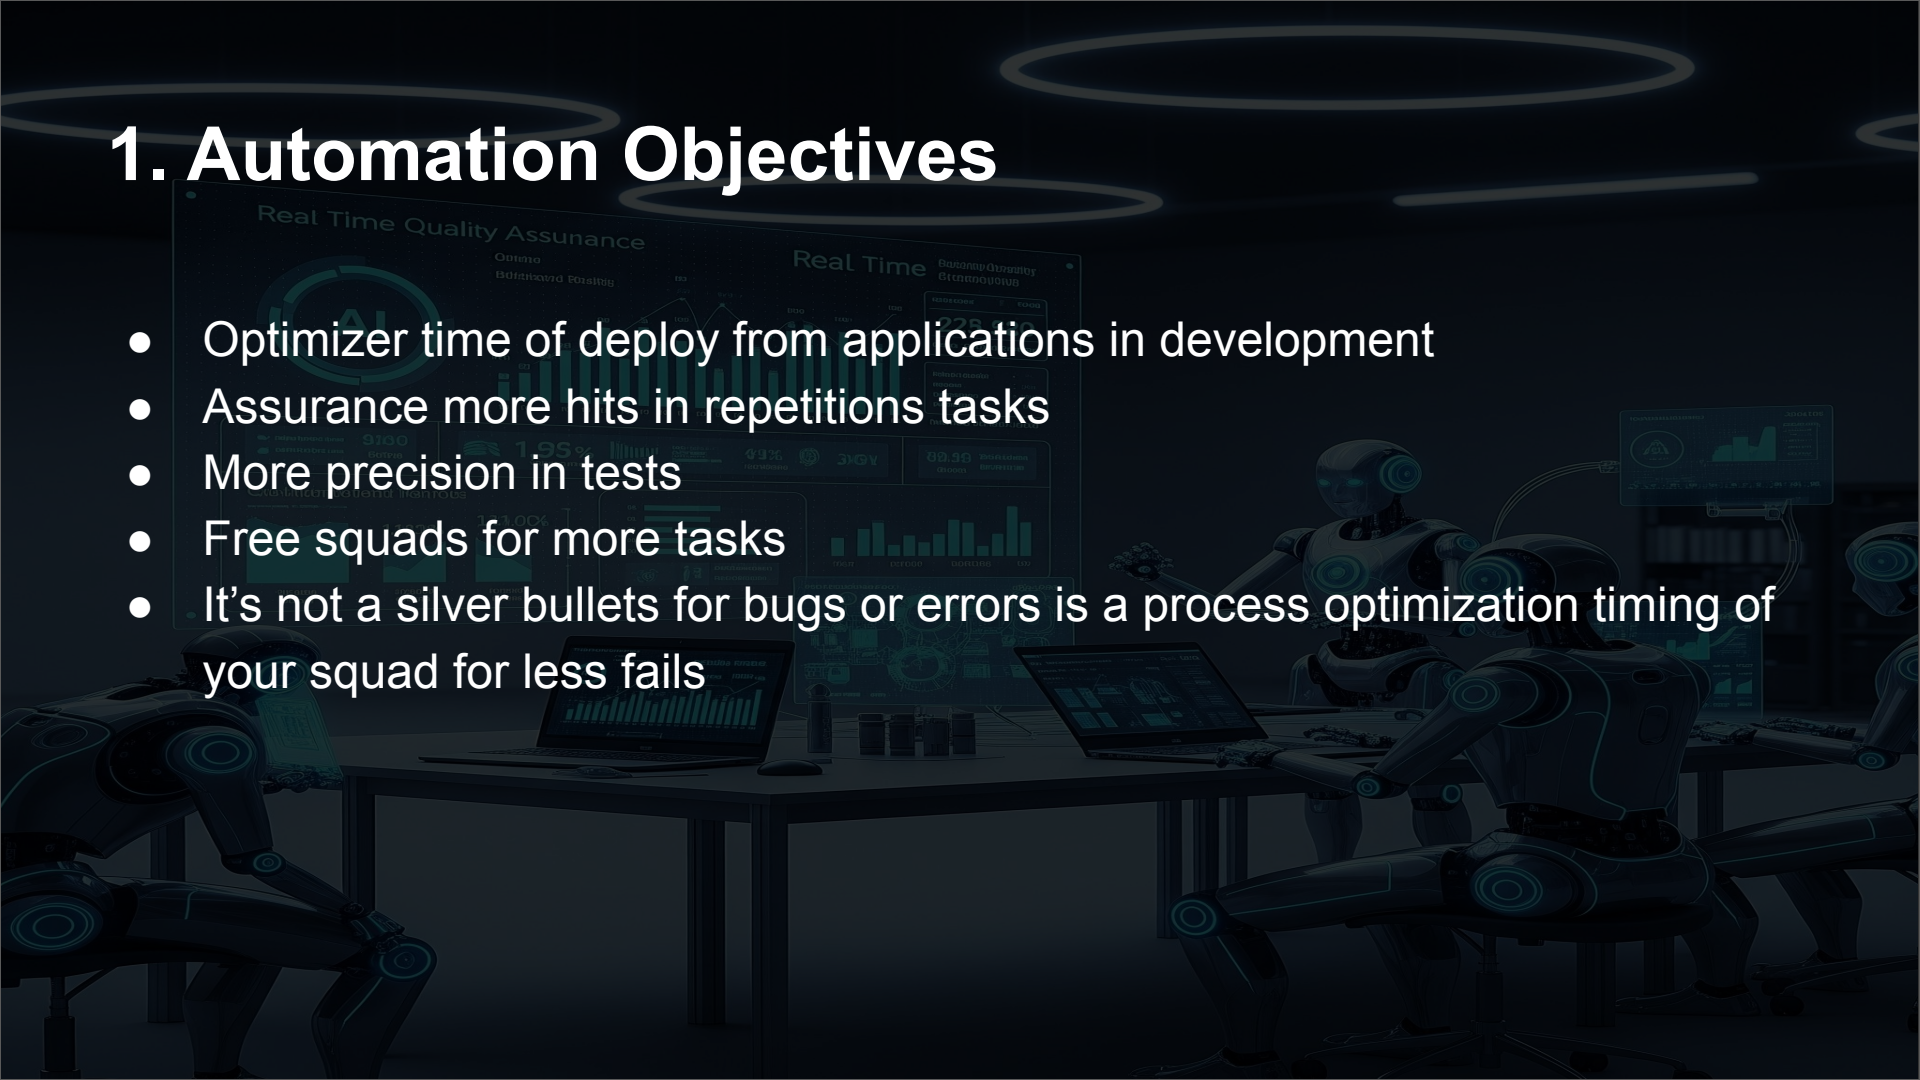 1. Automation Objectives
Real Time Quality Assurance
Real Time
AI
● Optimizer time of deploy from applications in development
● Assurance more hits in repetitions tasks
● More precision in tests
● Free squads for more tasks
● It’s not a silver bullets for bugs or errors is a process optimization timing of
your squad for less fails